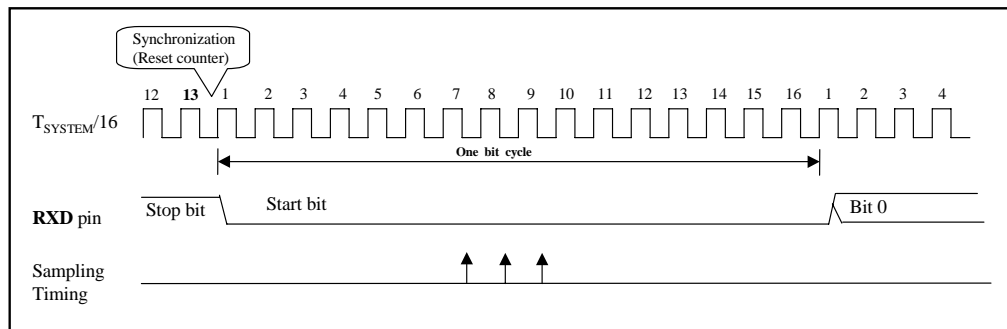 Synchronization
(Reset counter)
12 13 1 2 3 4 5 6 7 8 9 10 11 12 13 14 15 16 1 2 3 4
TSYSTEM/16
One bit cycle
RXD pin
Stop bit
Start bit
Bit 0
Sampling
Timing